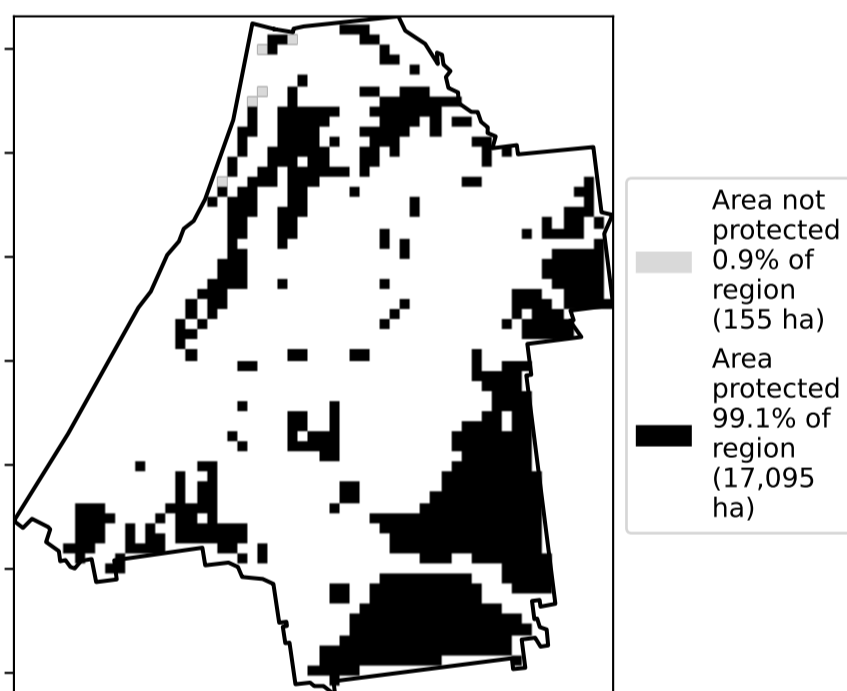 Area not
protected
0.9% of
region
(155 ha)
Area
protected
99.1% of
region
(17,095
ha)